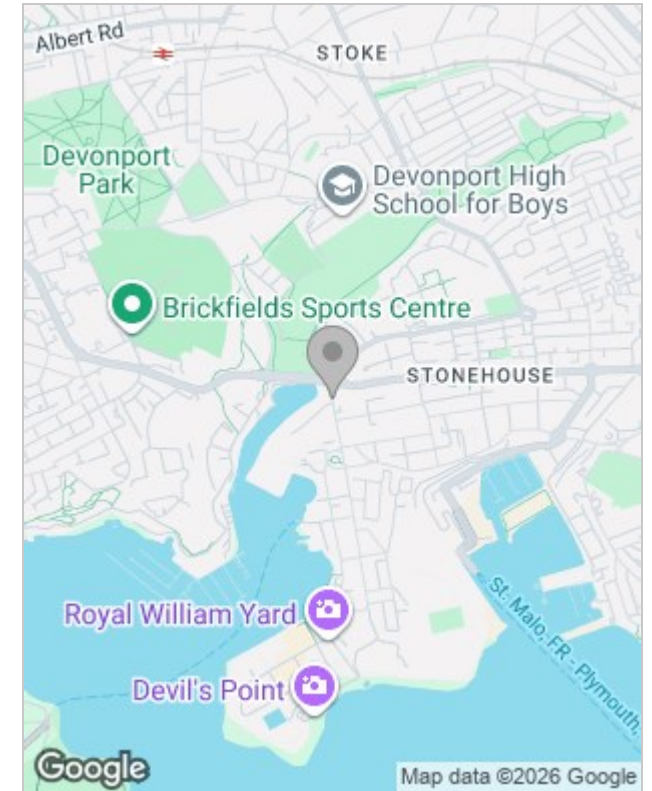 Albert Rd
STOKE
Devonport
Park
Devonport High
School for Boys
Brickfields Sports Centre
STONEHOUSE
Royal William Yard
Devil's Point
St. Malo, FR - Plymouth,
Google
Map data ©2026 Google